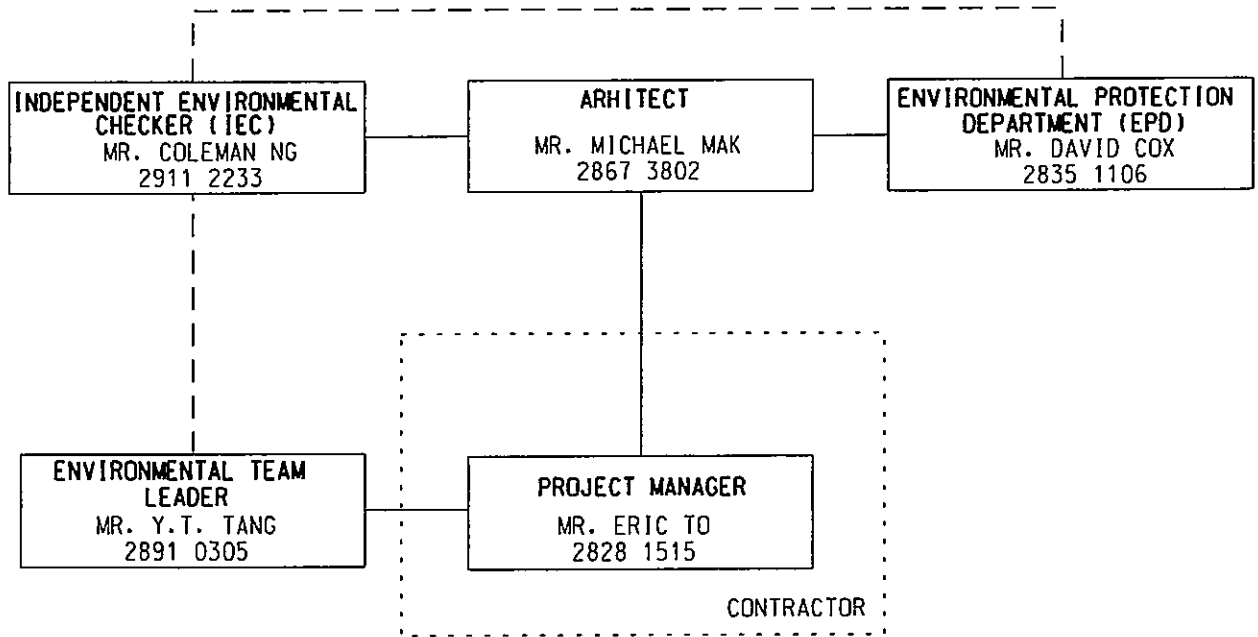 INDEPENDENT ENVIRONMENTAL
CHECKER (IEC)
MR. COLEMAN NG
2911 2233
ARHITECT
MR. MICHAEL MAK
2867 3802
ENVIRONMENTAL PROTECTION
DEPARTMENT (EPD)
MR. DAVID COX
2835 1106
ENVIRONMENTAL TEAM
LEADER
MR. Y.T. TANG
2891 0305
PROJECT MANAGER
MR. ERIC TO
2828 1515
CONTRACTOR